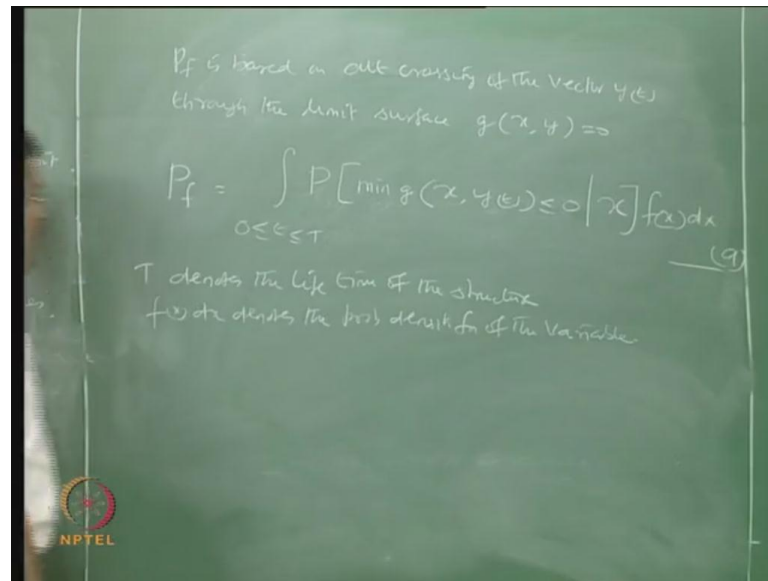 Pf is based on out crossing of the vector y(t)
through the limit surface g(x, y) = 0
Pf = ∫ P [min g(x, y(t)) ≤ 0 | x] f(x) dx
0 ≤ t ≤ T
(9)
T denotes the life time of the structure
f(x) dx denotes the prob density fn of the variable
NPTEL